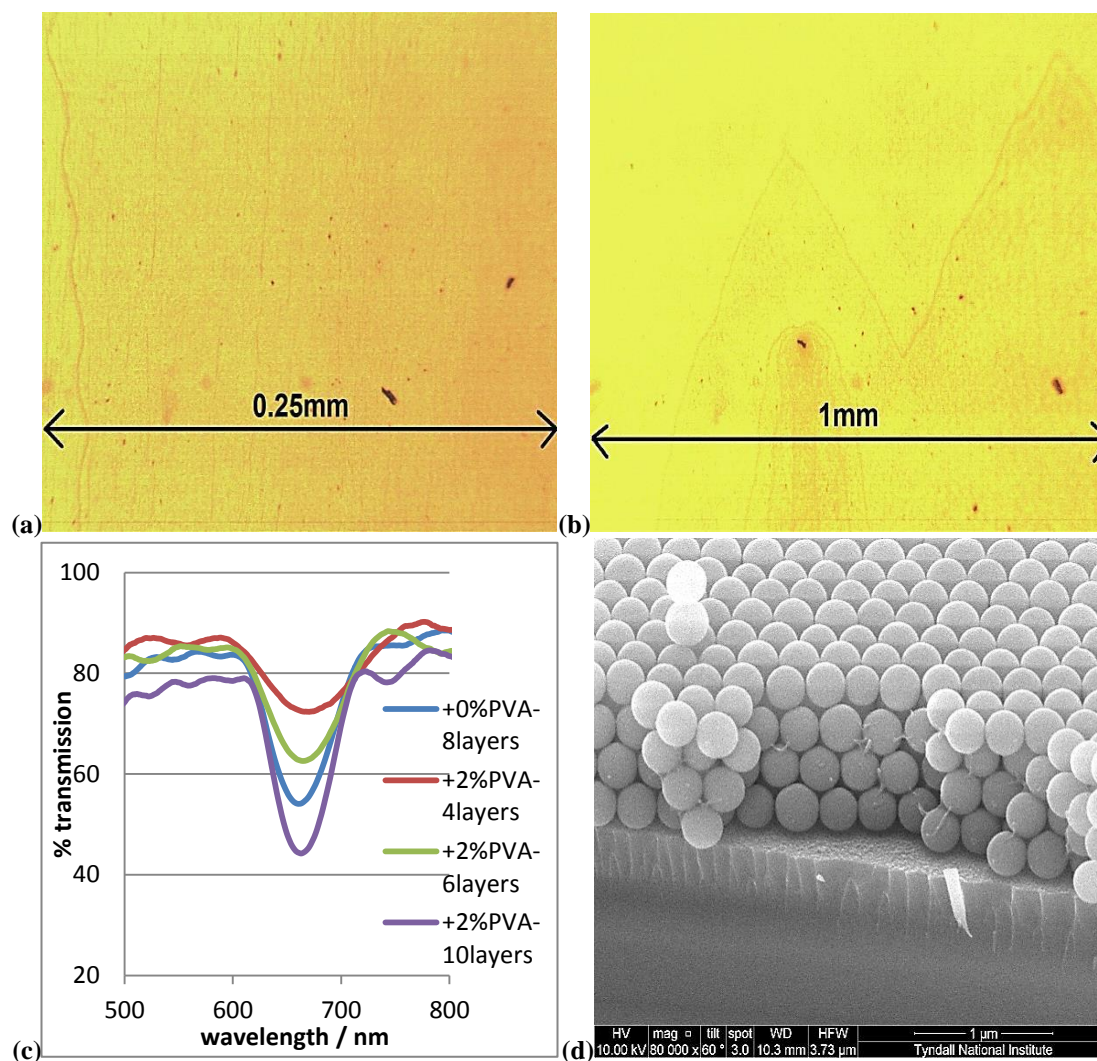 0.25mm
(a)
1mm
(b)
100
80
60
40
20
% transmission
500 600 700 800
wavelength / nm
+0%PVA-
8layers
+2%PVA-
4layers
+2%PVA-
6layers
+2%PVA-
10layers
(c)
HV mag □ tilt spot WD HFW 1 µm
10.00 kV 80 000 x 60 ° 3.0 10.3 mm 3.73 µm Tyndall National Institute
(d)